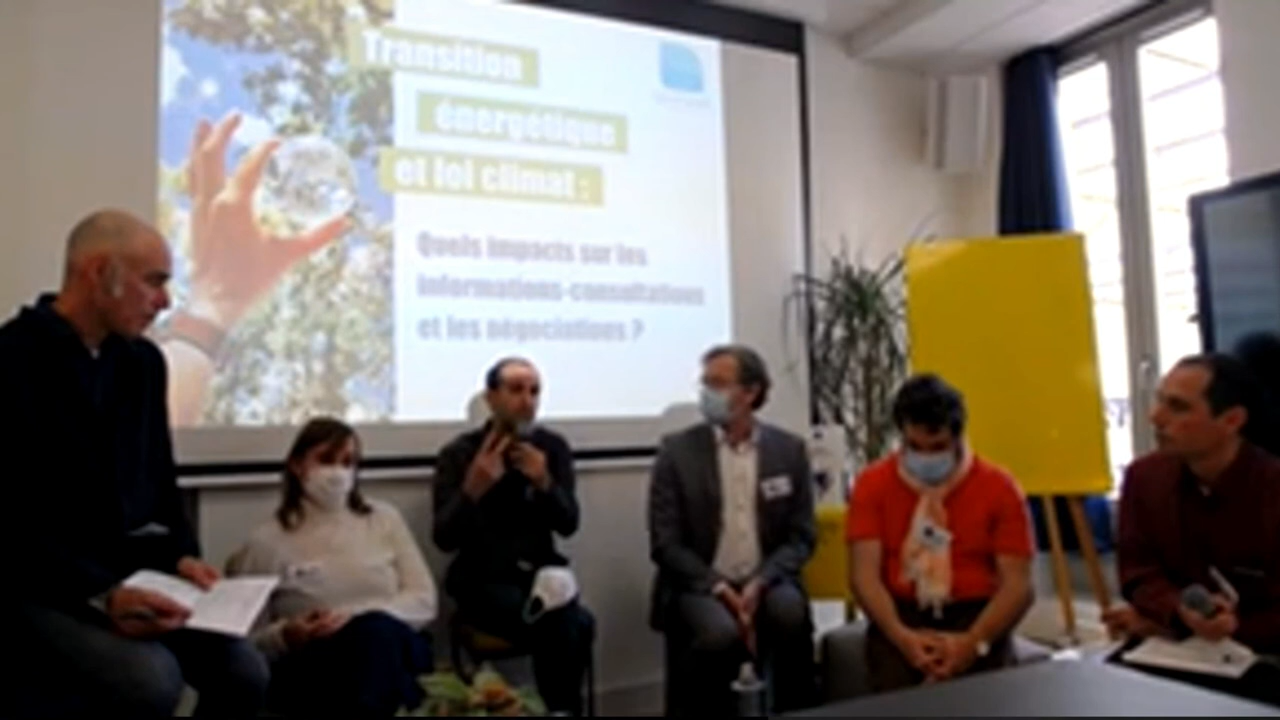 Transition
énergétique
et loi climat :
Quels impacts sur les
informations-consultations
et les négociations ?